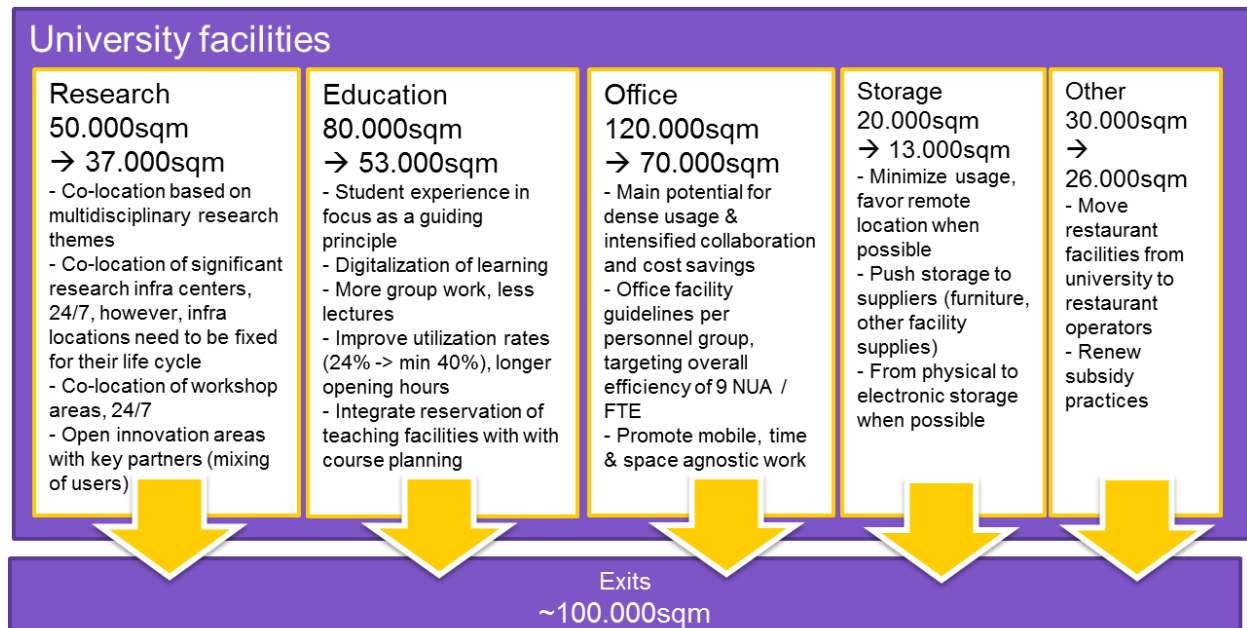 University facilities
Research
50.000sqm
→ 37.000sqm
- Co-location based on
multidisciplinary research
themes
- Co-location of significant
research infra centers,
24/7, however, infra
locations need to be fixed
for their life cycle
- Co-location of workshop
areas, 24/7
- Open innovation areas
with key partners (mixing
of users)
Education
80.000sqm
→ 53.000sqm
- Student experience in
focus as a guiding
principle
- Digitalization of learning
- More group work, less
lectures
- Improve utilization rates
(24% -> min 40%), longer
opening hours
- Integrate reservation of
teaching facilities with with
course planning
Office
120.000sqm
→ 70.000sqm
- Main potential for
dense usage &
intensified collaboration
and cost savings
- Office facility
guidelines per
personnel group,
targeting overall
efficiency of 9 NUA /
FTE
- Promote mobile, time
& space agnostic work
Storage
20.000sqm
→ 13.000sqm
- Minimize usage,
favor remote
location when
possible
- Push storage to
suppliers (furniture,
other facility
supplies)
- From physical to
electronic storage
when possible
Other
30.000sqm
→
26.000sqm
- Move
restaurant
facilities from
university to
restaurant
operators
- Renew
subsidy
practices
Exits
~100.000sqm